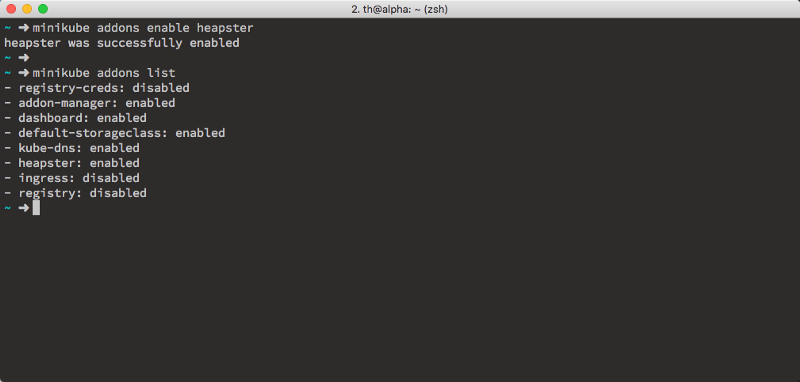 2. th@alpha: ~ (zsh)
~ ➜ minikube addons enable heapster
heapster was successfully enabled
~ ➜
~ ➜ minikube addons list
- registry-creds: disabled
- addon-manager: enabled
- dashboard: enabled
- default-storageclass: enabled
- kube-dns: enabled
- heapster: enabled
- ingress: disabled
- registry: disabled
~ ➜